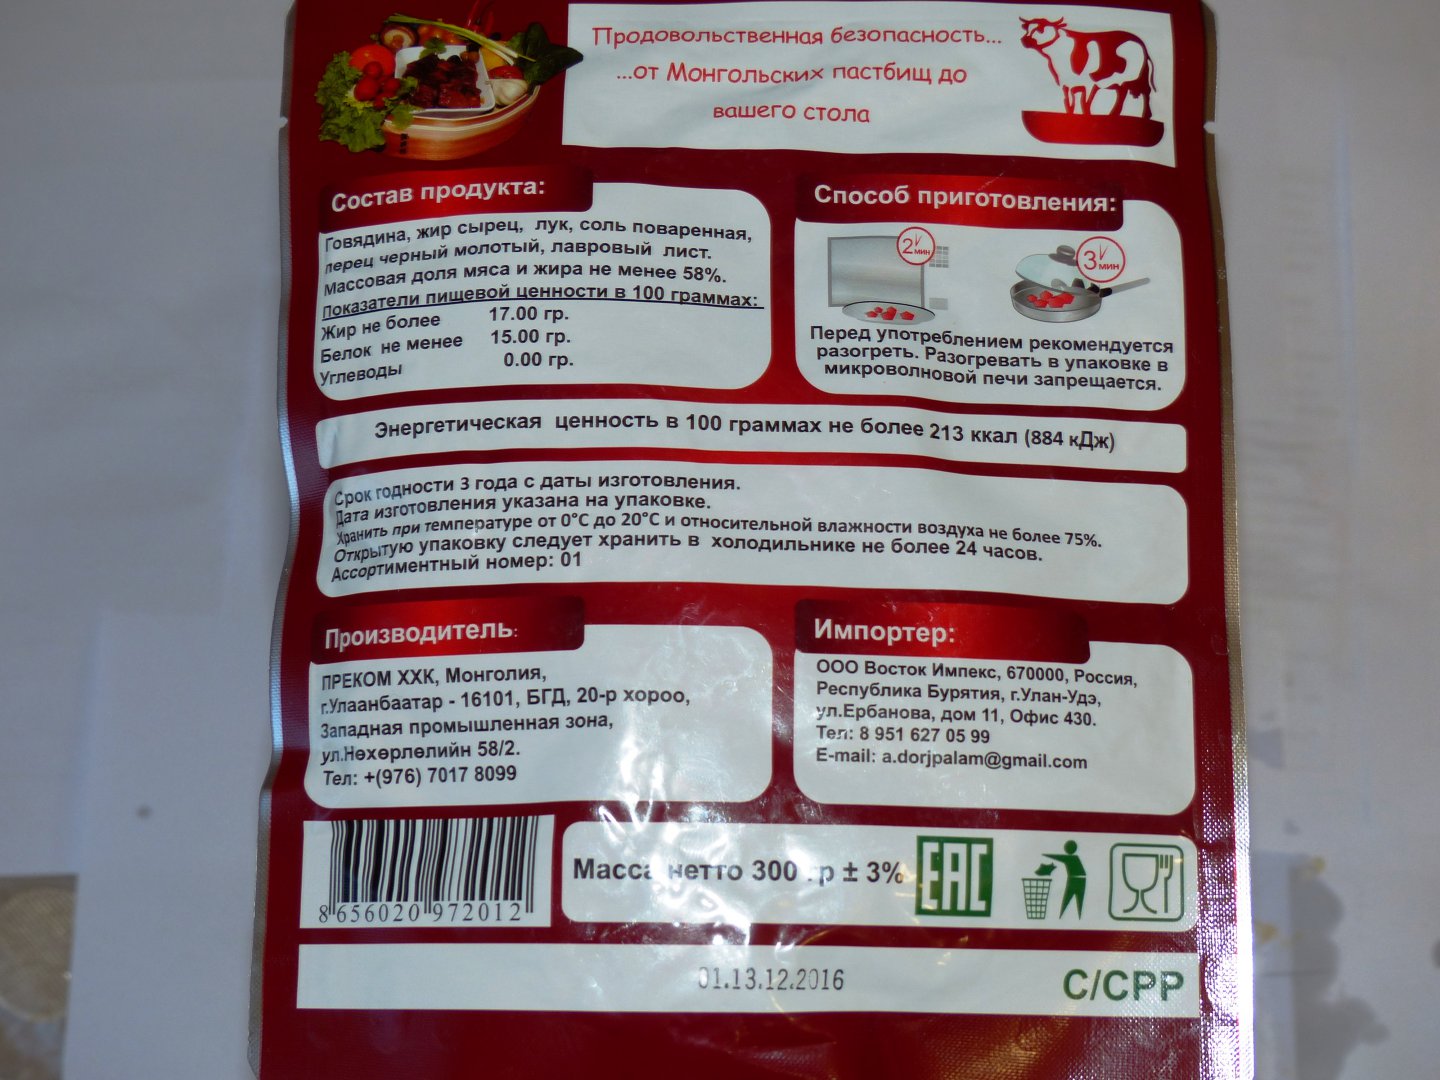 Продовольственная безопасность...
...от Монгольских пастбищ до
вашего стола
Состав продукта:
Говядина, жир сырец, лук, соль поваренная,
перец черный молотый, лавровый лист.
Массовая доля мяса и жира не менее 58%.
Показатели пищевой ценности в 100 граммах:
Жир не более 17.00 гр.
Белок не менее 15.00 гр.
Углеводы 0.00 гр.
Способ приготовления:
2 мин
3 мин
Перед употреблением рекомендуется
разогреть. Разогревать в упаковке в
микроволновой печи запрещается.
Энергетическая ценность в 100 граммах не более 213 ккал (884 кДж)
Срок годности 3 года с даты изготовления.
Дата изготовления указана на упаковке.
Хранить при температуре от 0°С до 20°С и относительной влажности воздуха не более 75%.
Открытую упаковку следует хранить в холодильнике не более 24 часов.
Ассортиментный номер: 01
Производитель:
ПРЕКОМ ХХК, Монголия,
г.Улаанбаатар - 16101, БГД, 20-р хороо,
Западная промышленная зона,
ул.Нөхөрлөлийн 58/2.
Тел: +(976) 7017 8099
Импортер:
ООО Восток Импекс, 670000, Россия,
Республика Бурятия, г.Улан-Удэ,
ул.Ербанова, дом 11, Офис 430.
Тел: 8 951 627 05 99
E-mail: a.dorjpalam@gmail.com
8 656020 972012
Масса нетто 300 гр ± 3%
EAC
01.13.12.2016
C/CPP